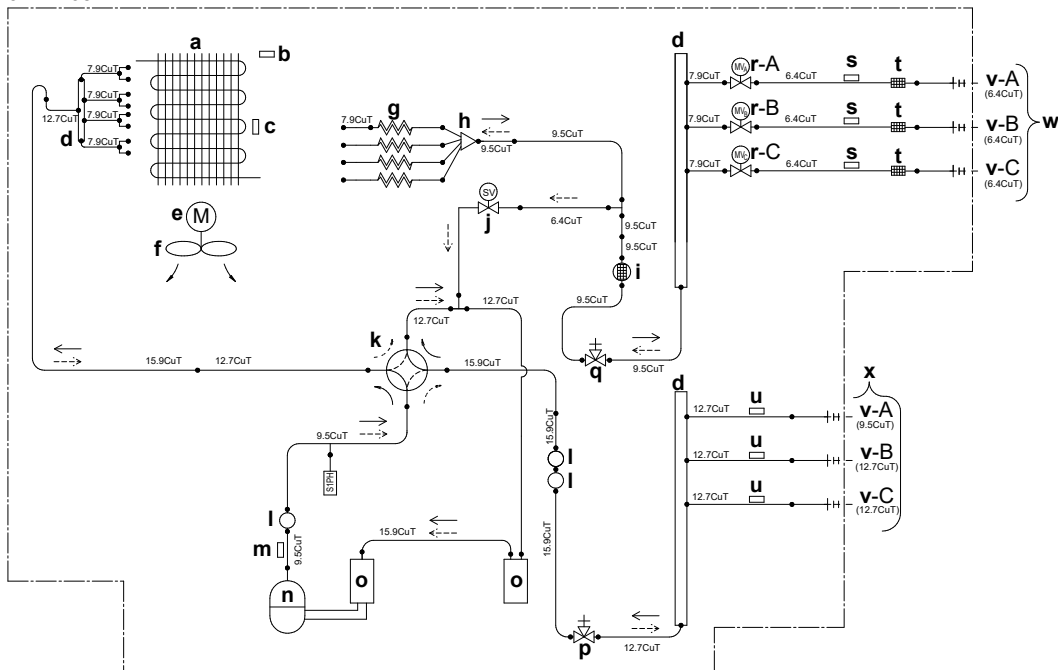 a
b
7.9CuT
7.9CuT
7.9CuT
7.9CuT
12.7CuT
d
c
e M
f
7.9CuT
g
h
9.5CuT
9.5CuT
SV
j
6.4CuT
9.5CuT
9.5CuT
i
9.5CuT
q
9.5CuT
d
7.9CuT
MVA
r-A
6.4CuT
s
t
v-A
(6.4CuT)
7.9CuT
MVB
r-B
6.4CuT
s
t
v-B
(6.4CuT)
w
7.9CuT
MVC
r-C
6.4CuT
s
t
v-C
(6.4CuT)
12.7CuT
12.7CuT
k
15.9CuT
12.7CuT
15.9CuT
9.5CuT
S1PH
l
m
9.5CuT
n
15.9CuT
o
o
15.9CuT
l
l
15.9CuT
p
12.7CuT
d
x
12.7CuT
u
v-A
(9.5CuT)
12.7CuT
u
v-B
(12.7CuT)
12.7CuT
u
v-C
(12.7CuT)